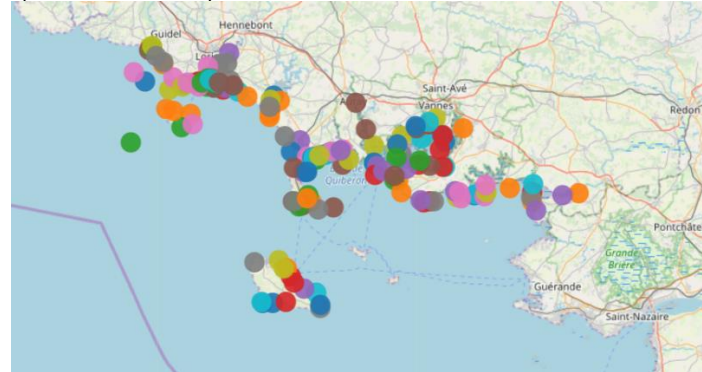 Hennebont
Guidel
Saint-Avé
Vannes
Redon
Quiberon
Pontchâte
Grande
Brière
Guérande
Saint-Nazaire